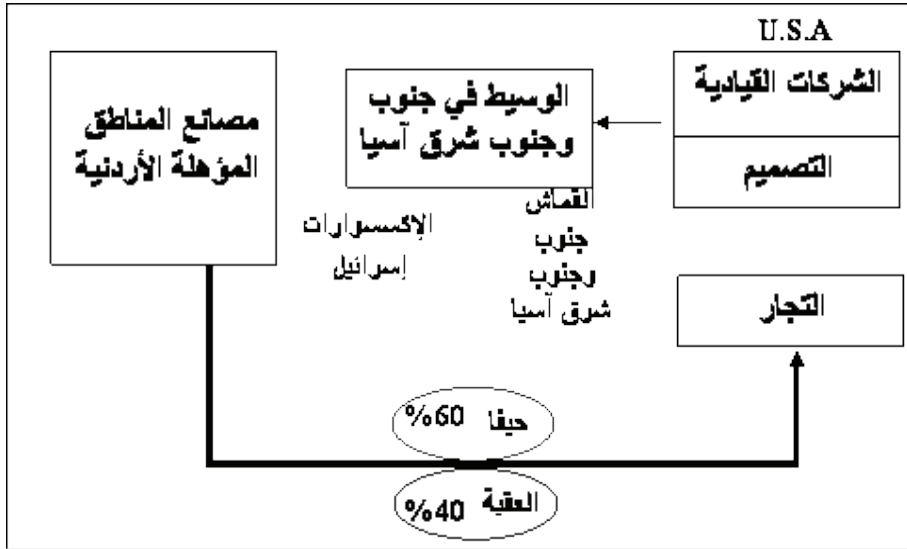 U.S.A
الشركات القيادية
التصميم
الوسيط في جنوب
وجنوب شرق آسيا
مصانع المناطق
المؤهلة الأردنية
القماش
جنوب
وجنوب
شرق آسيا
الإكسسوارات
إسرائيل
التجار
حيفا 60%
العقبة 40%